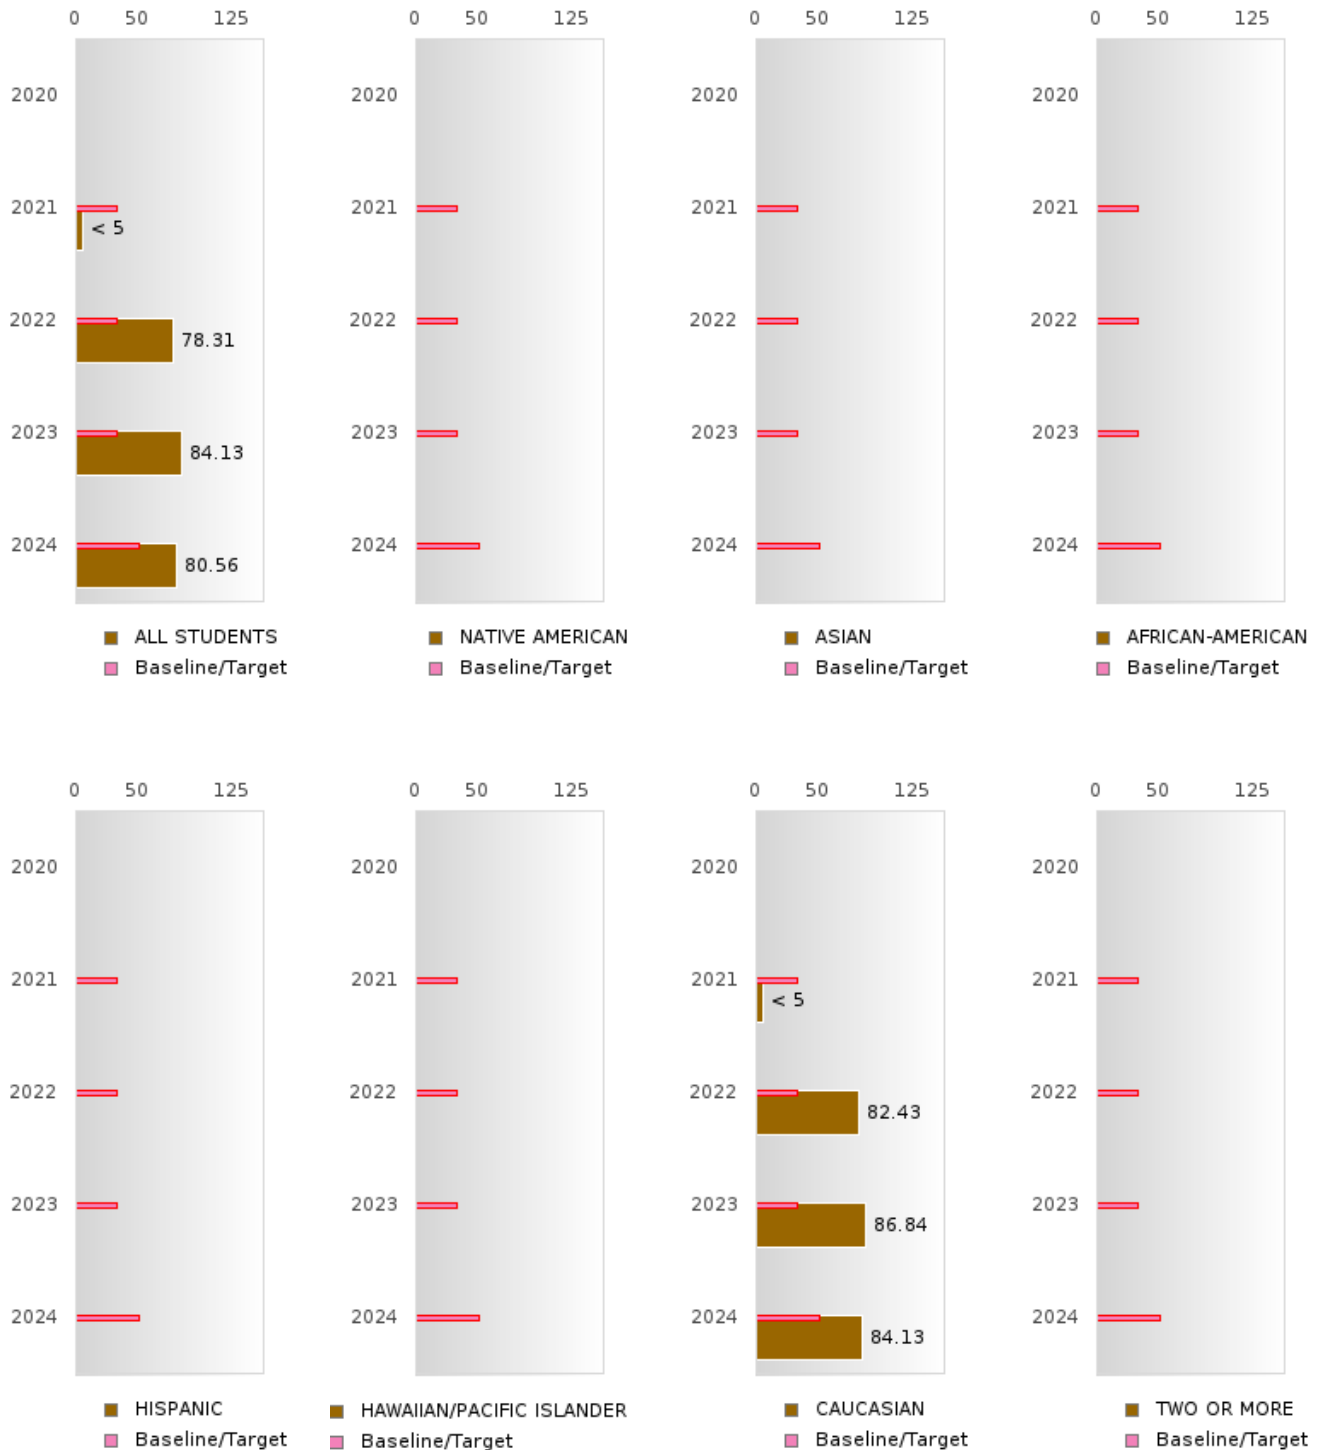 0 50 125 0 50 125 0 50 125 0 50 125
2020 2020 2020 2020
2021 < 5 2021 2021 2021
2022 78.31 2022 2022 2022
2023 84.13 2023 2023 2023
2024 80.56 2024 2024 2024
ALL STUDENTS NATIVE AMERICAN ASIAN AFRICAN-AMERICAN
Baseline/Target Baseline/Target Baseline/Target Baseline/Target
0 50 125 0 50 125 0 50 125 0 50 125
2020 2020 2020 2020
2021 2021 2021 < 5 2021
2022 2022 2022 82.43 2022
2023 2023 2023 86.84 2023
2024 2024 2024 84.13 2024
HISPANIC HAWAIIAN/PACIFIC ISLANDER CAUCASIAN TWO OR MORE
Baseline/Target Baseline/Target Baseline/Target Baseline/Target